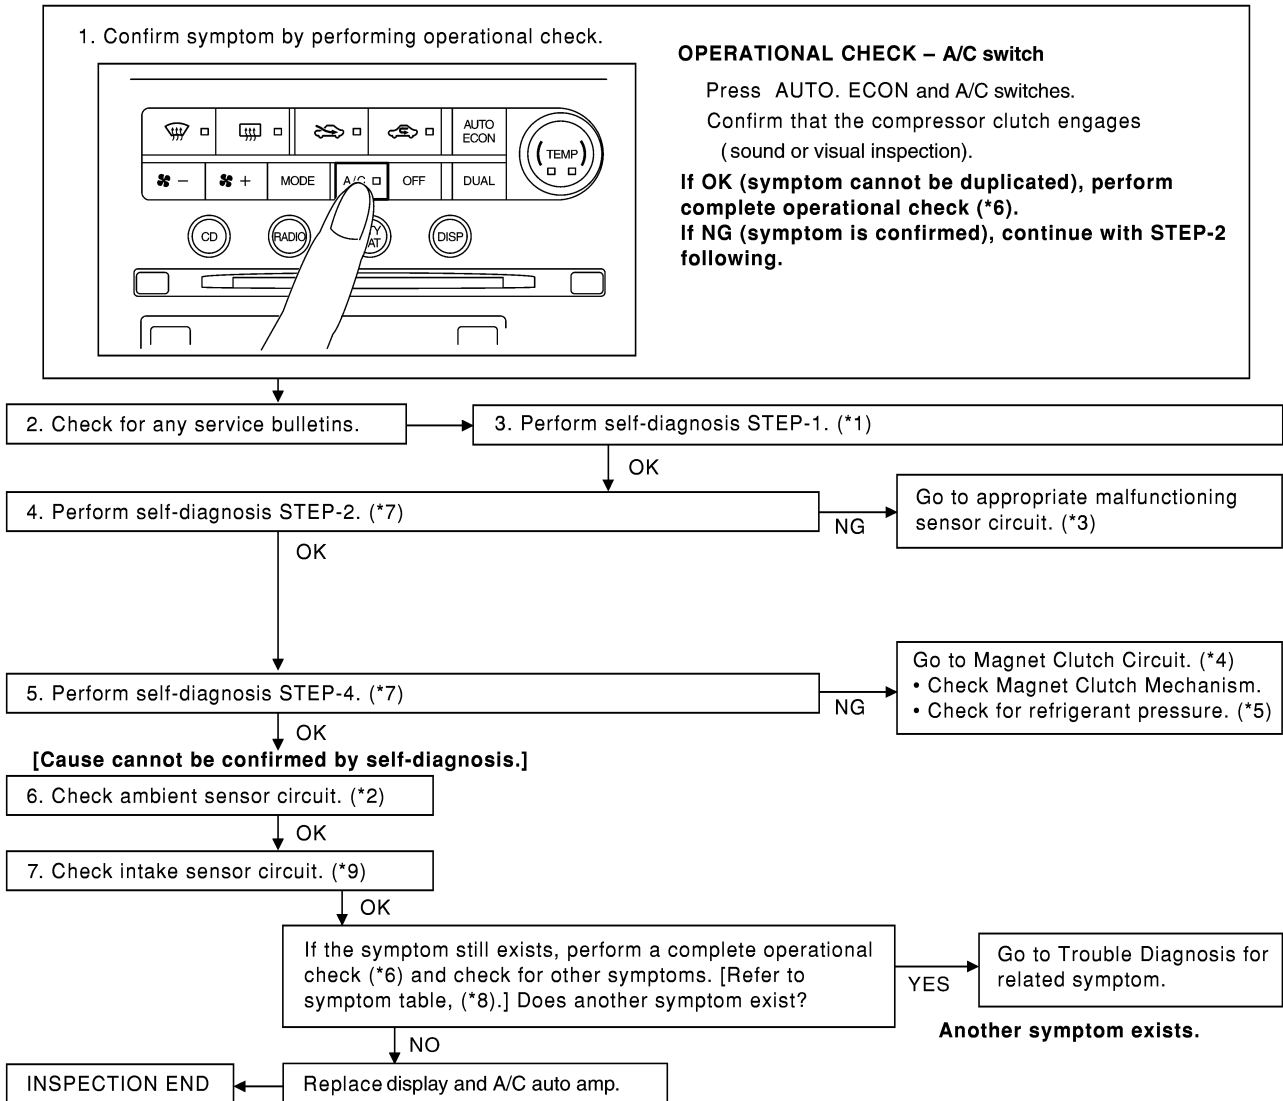 1. Confirm symptom by performing operational check.
AUTO
ECON
TEMP
MODE
A/C
OFF
DUAL
CD
RADIO
DISP
OPERATIONAL CHECK – A/C switch
Press AUTO. ECON and A/C switches.
Confirm that the compressor clutch engages
(sound or visual inspection).
If OK (symptom cannot be duplicated), perform
complete operational check (*6).
If NG (symptom is confirmed), continue with STEP-2
following.
2. Check for any service bulletins.
3. Perform self-diagnosis STEP-1. (*1)
OK
4. Perform self-diagnosis STEP-2. (*7)
NG
Go to appropriate malfunctioning
sensor circuit. (*3)
OK
5. Perform self-diagnosis STEP-4. (*7)
NG
Go to Magnet Clutch Circuit. (*4)
• Check Magnet Clutch Mechanism.
• Check for refrigerant pressure. (*5)
OK
[Cause cannot be confirmed by self-diagnosis.]
6. Check ambient sensor circuit. (*2)
OK
7. Check intake sensor circuit. (*9)
OK
If the symptom still exists, perform a complete operational
check (*6) and check for other symptoms. [Refer to
symptom table, (*8).] Does another symptom exist?
YES
Go to Trouble Diagnosis for
related symptom.
Another symptom exists.
NO
Replace display and A/C auto amp.
INSPECTION END